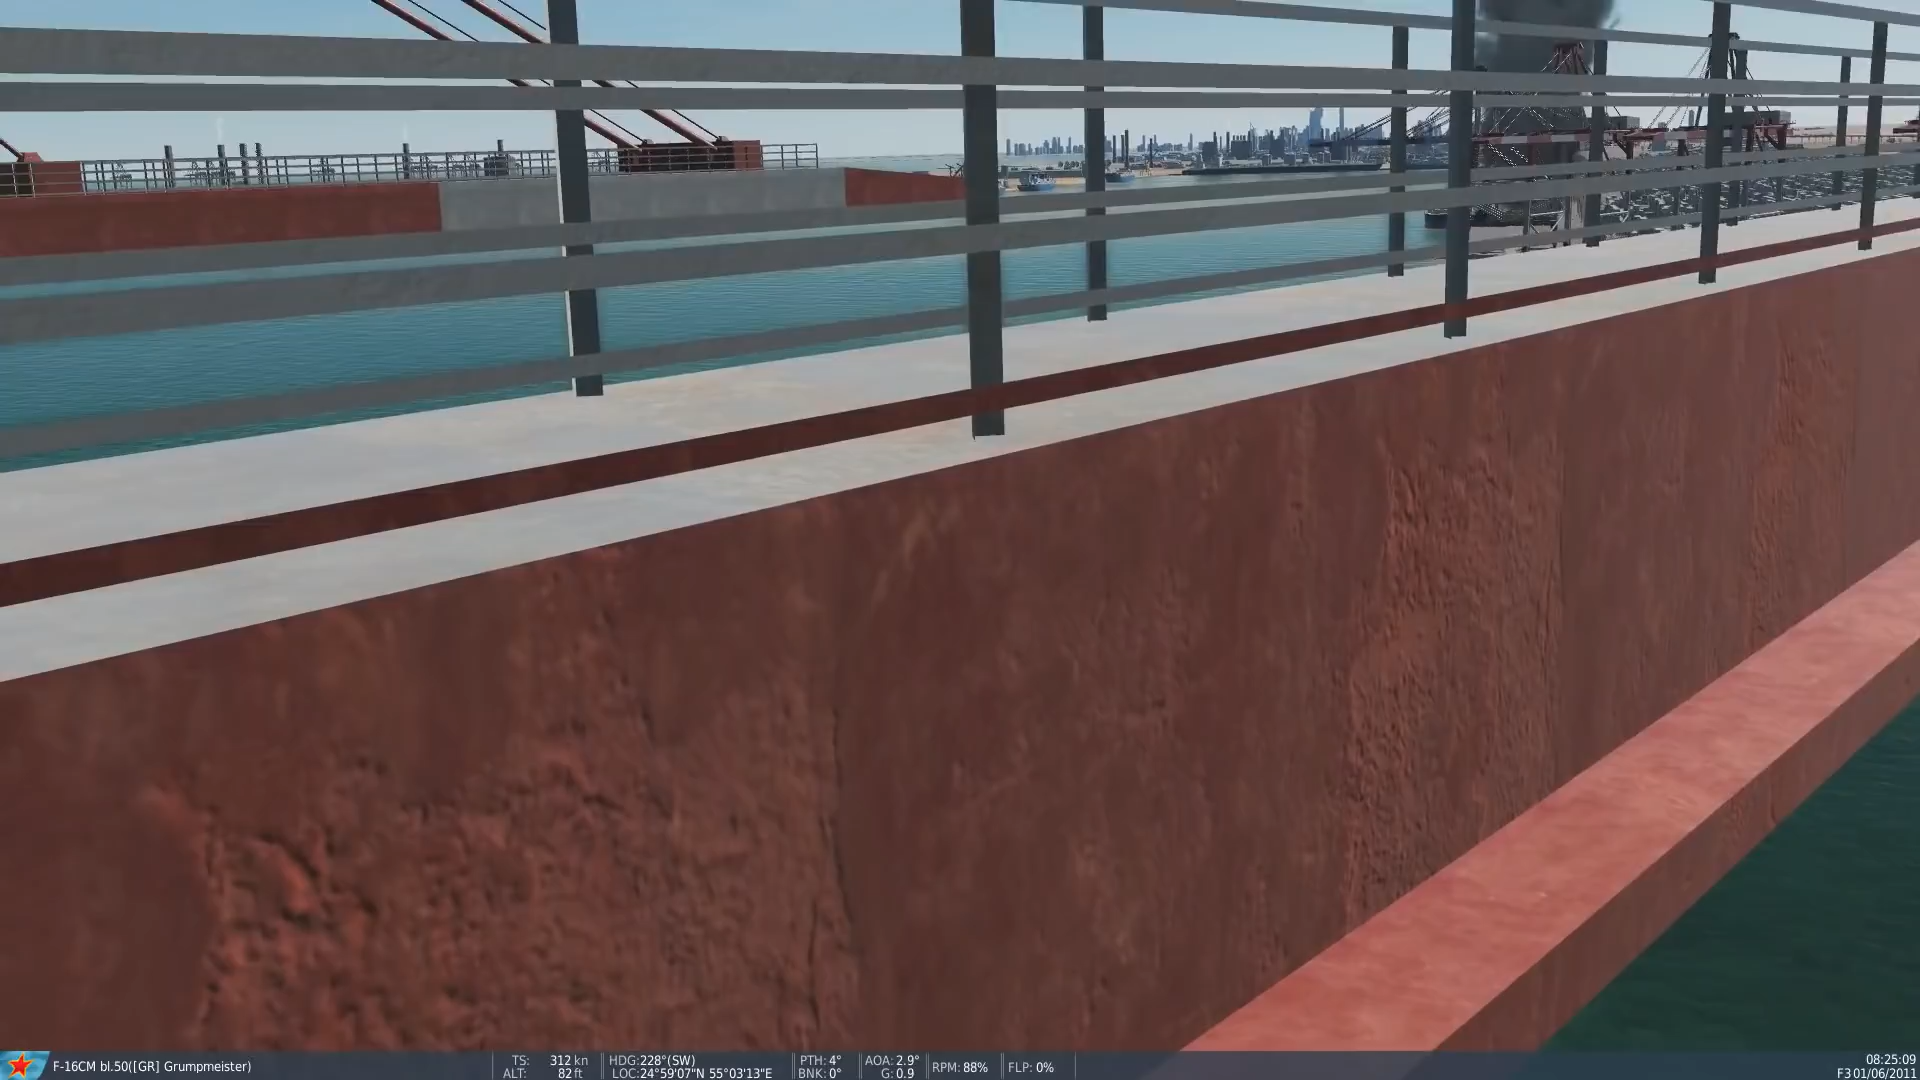 F-16CM bl.50([GR] Grumpmeister)
TS: 312 kn
ALT: 82 ft
HDG:228°(SW)
LOC:24°59'07"N 55°03'13"E
PTH: 4°
BNK: 0°
AOA: 2.9°
G: 0.9
RPM: 88%
FLP: 0%
08:25:09
F3 01/06/2011